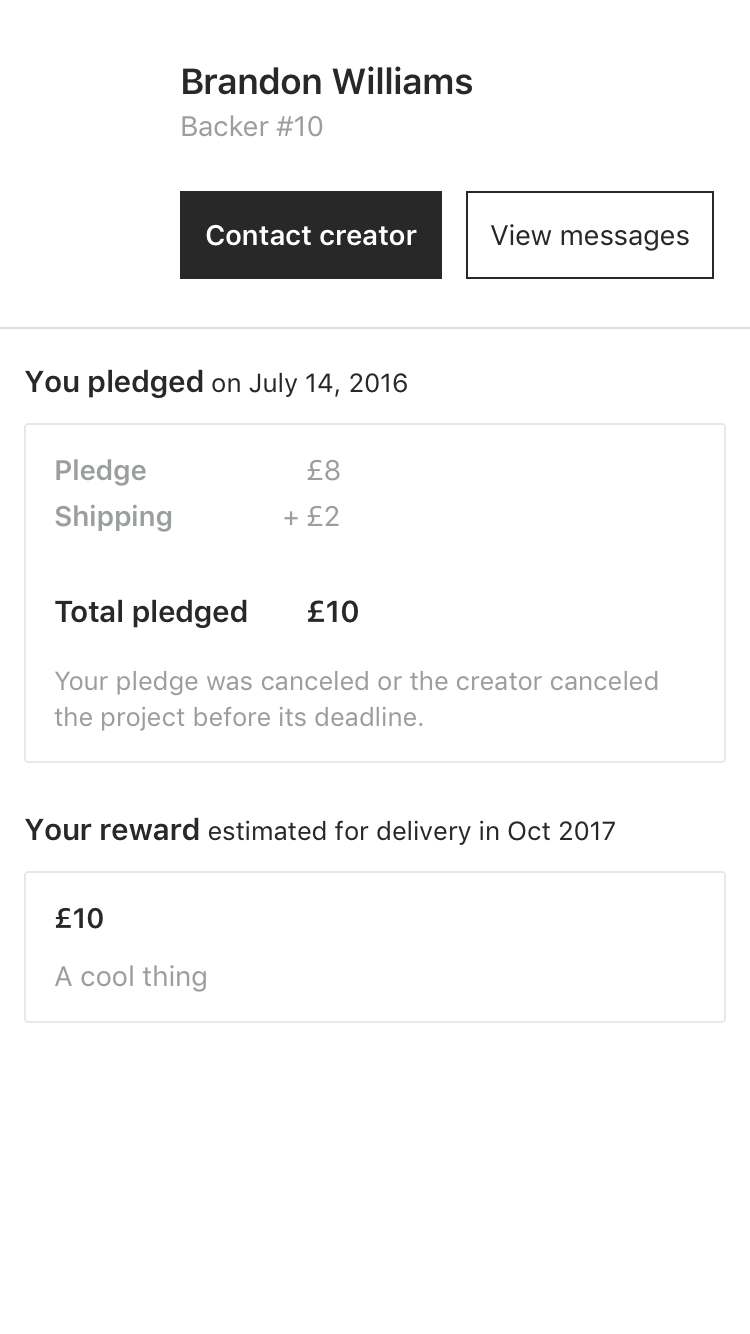 Brandon Williams
Backer #10
Contact creator
View messages
You pledged on July 14, 2016
Pledge £8
Shipping + £2
Total pledged £10
Your pledge was canceled or the creator canceled
the project before its deadline.
Your reward estimated for delivery in Oct 2017
£10
A cool thing